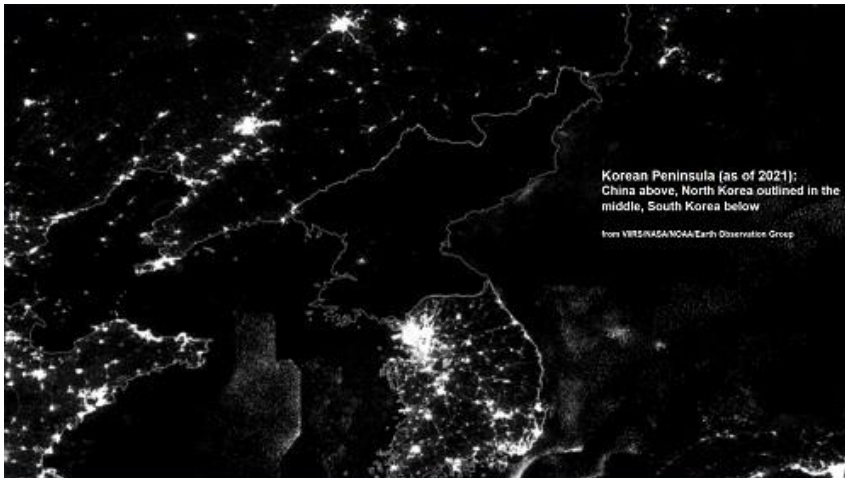 Korean Peninsula (as of 2021):
China above, North Korea outlined in the
middle, South Korea below
from VIIRS/NASA/NOAA/Earth Observation Group